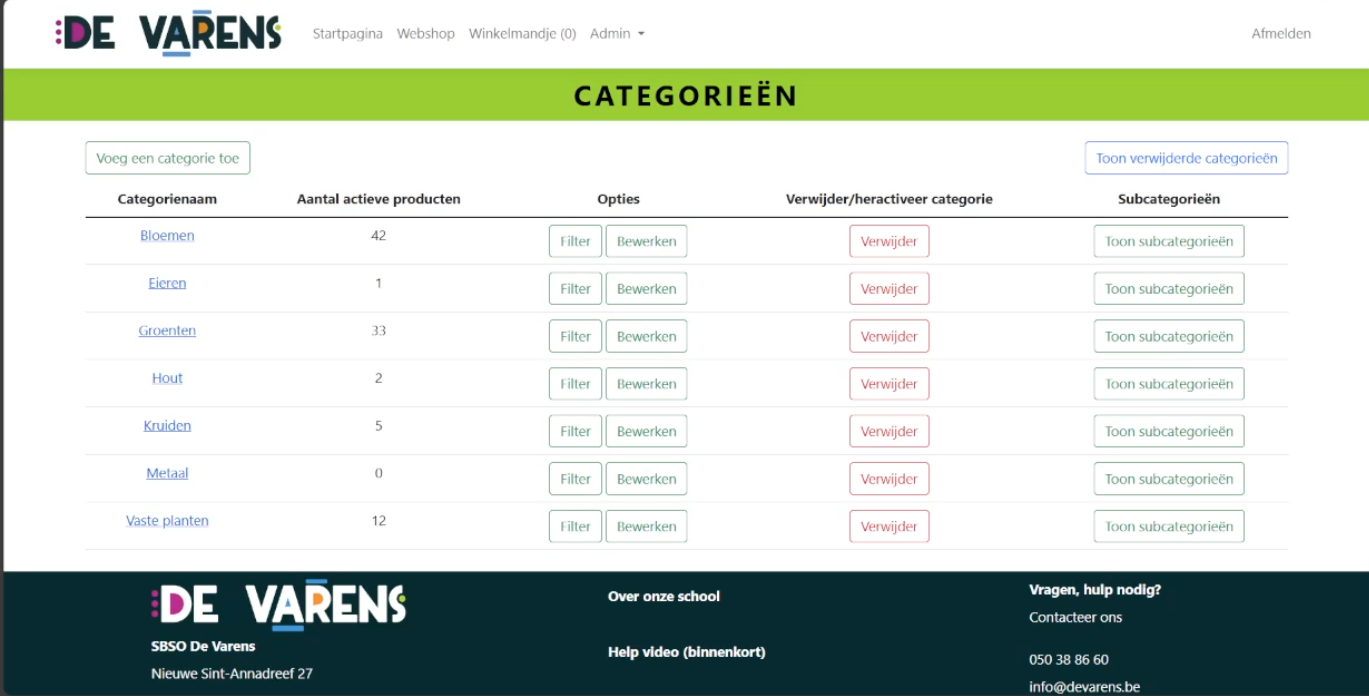 DE VARENS Startpagina Webshop Winkelmandje (0) Admin Afmelden
CATEGORIEËN
Voeg een categorie toe Toon verwijderde categorieën
Categorienaam Aantal actieve producten Opties Verwijder/heractiveer categorie Subcategorieën
Bloemen 42 Filter Bewerken Verwijder Toon subcategorieën
Eieren 1 Filter Bewerken Verwijder Toon subcategorieën
Groenten 33 Filter Bewerken Verwijder Toon subcategorieën
Hout 2 Filter Bewerken Verwijder Toon subcategorieën
Kruiden 5 Filter Bewerken Verwijder Toon subcategorieën
Metaal 0 Filter Bewerken Verwijder Toon subcategorieën
Vaste planten 12 Filter Bewerken Verwijder Toon subcategorieën
DE VARENS
SBSO De Varens
Nieuwe Sint-Annadreef 27
Over onze school
Help video (binnenkort)
Vragen, hulp nodig?
Contacteer ons
050 38 86 60
info@devarens.be